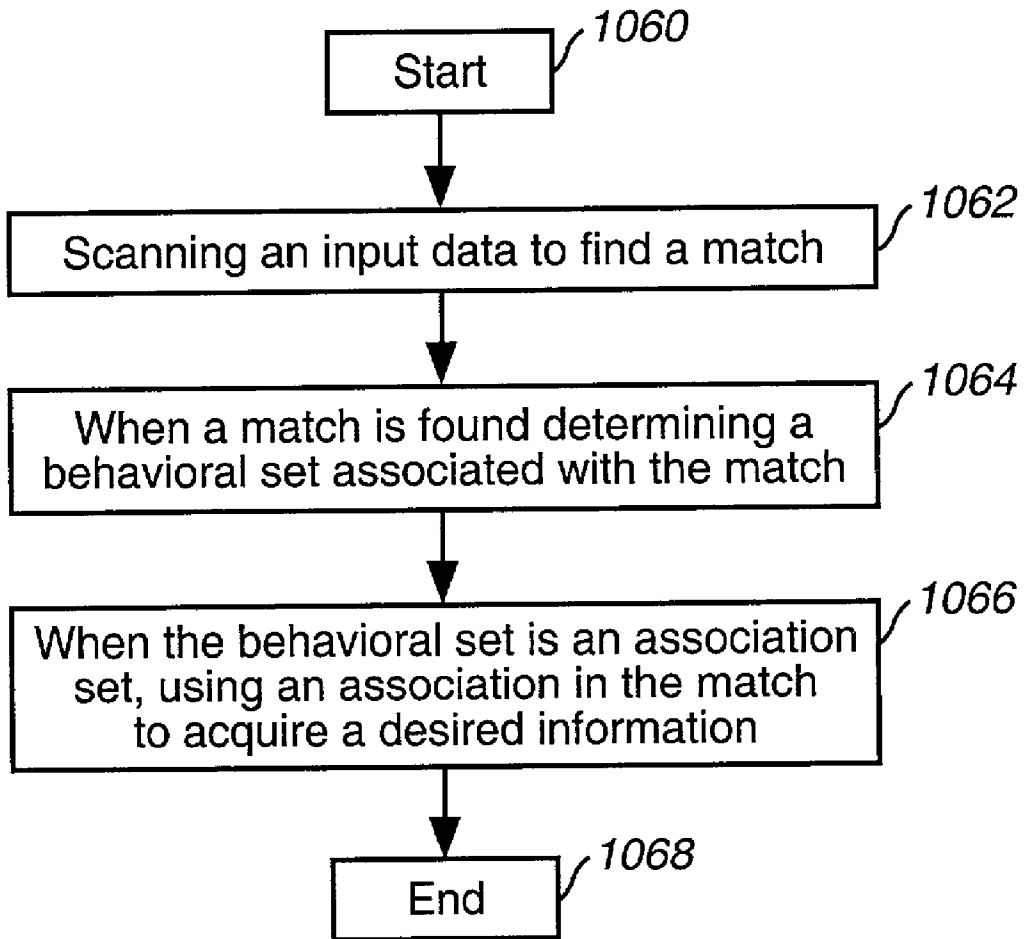 1060
Start
1062
Scanning an input data to find a match
1064
When a match is found determining a
behavioral set associated with the match
1066
When the behavioral set is an association
set, using an association in the match
to acquire a desired information
1068
End